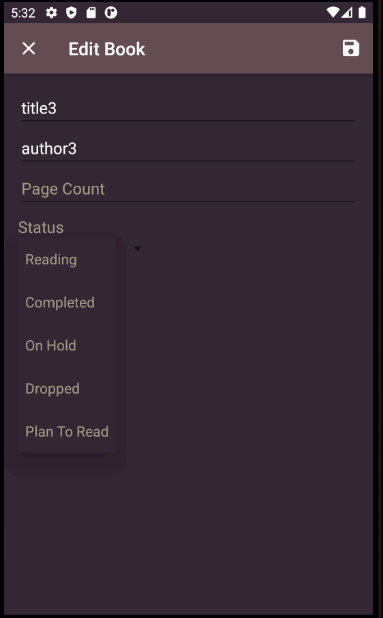 5:32
Edit Book
title3
author3
Page Count
Status
Reading
Completed
On Hold
Dropped
Plan To Read